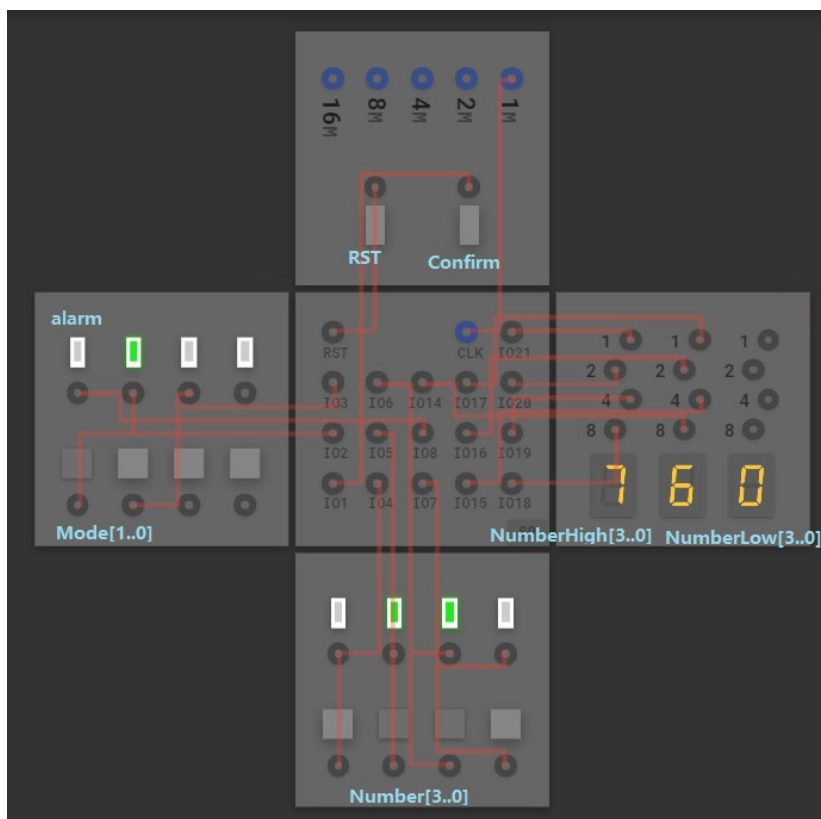 16M 8M 4M 2M 1M
RST
Confirm
alarm
RST CLK IO21
IO3 IO6 IO14 IO17 IO20
IO2 IO5 IO8 IO16 IO19
IO1 IO4 IO7 IO15 IO18
1 1 1
2 2 2
4 4 4
8 8 8
7 6 0
Mode[1..0]
NumberHigh[3..0]
NumberLow[3..0]
Number[3..0]